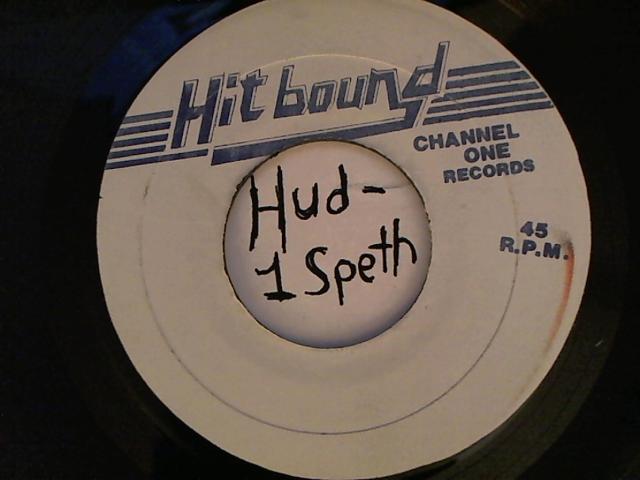 Hit bound
CHANNEL
ONE
RECORDS
45
R.P.M.
Hud-
1 Speth